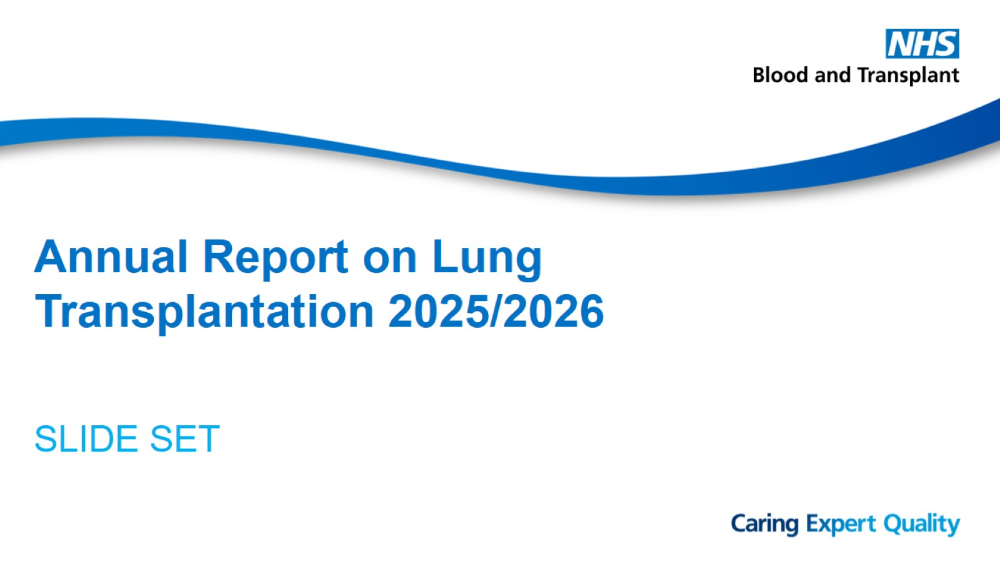 NHS
Blood and Transplant
Annual Report on Lung
Transplantation 2025/2026
SLIDE SET
Caring Expert Quality